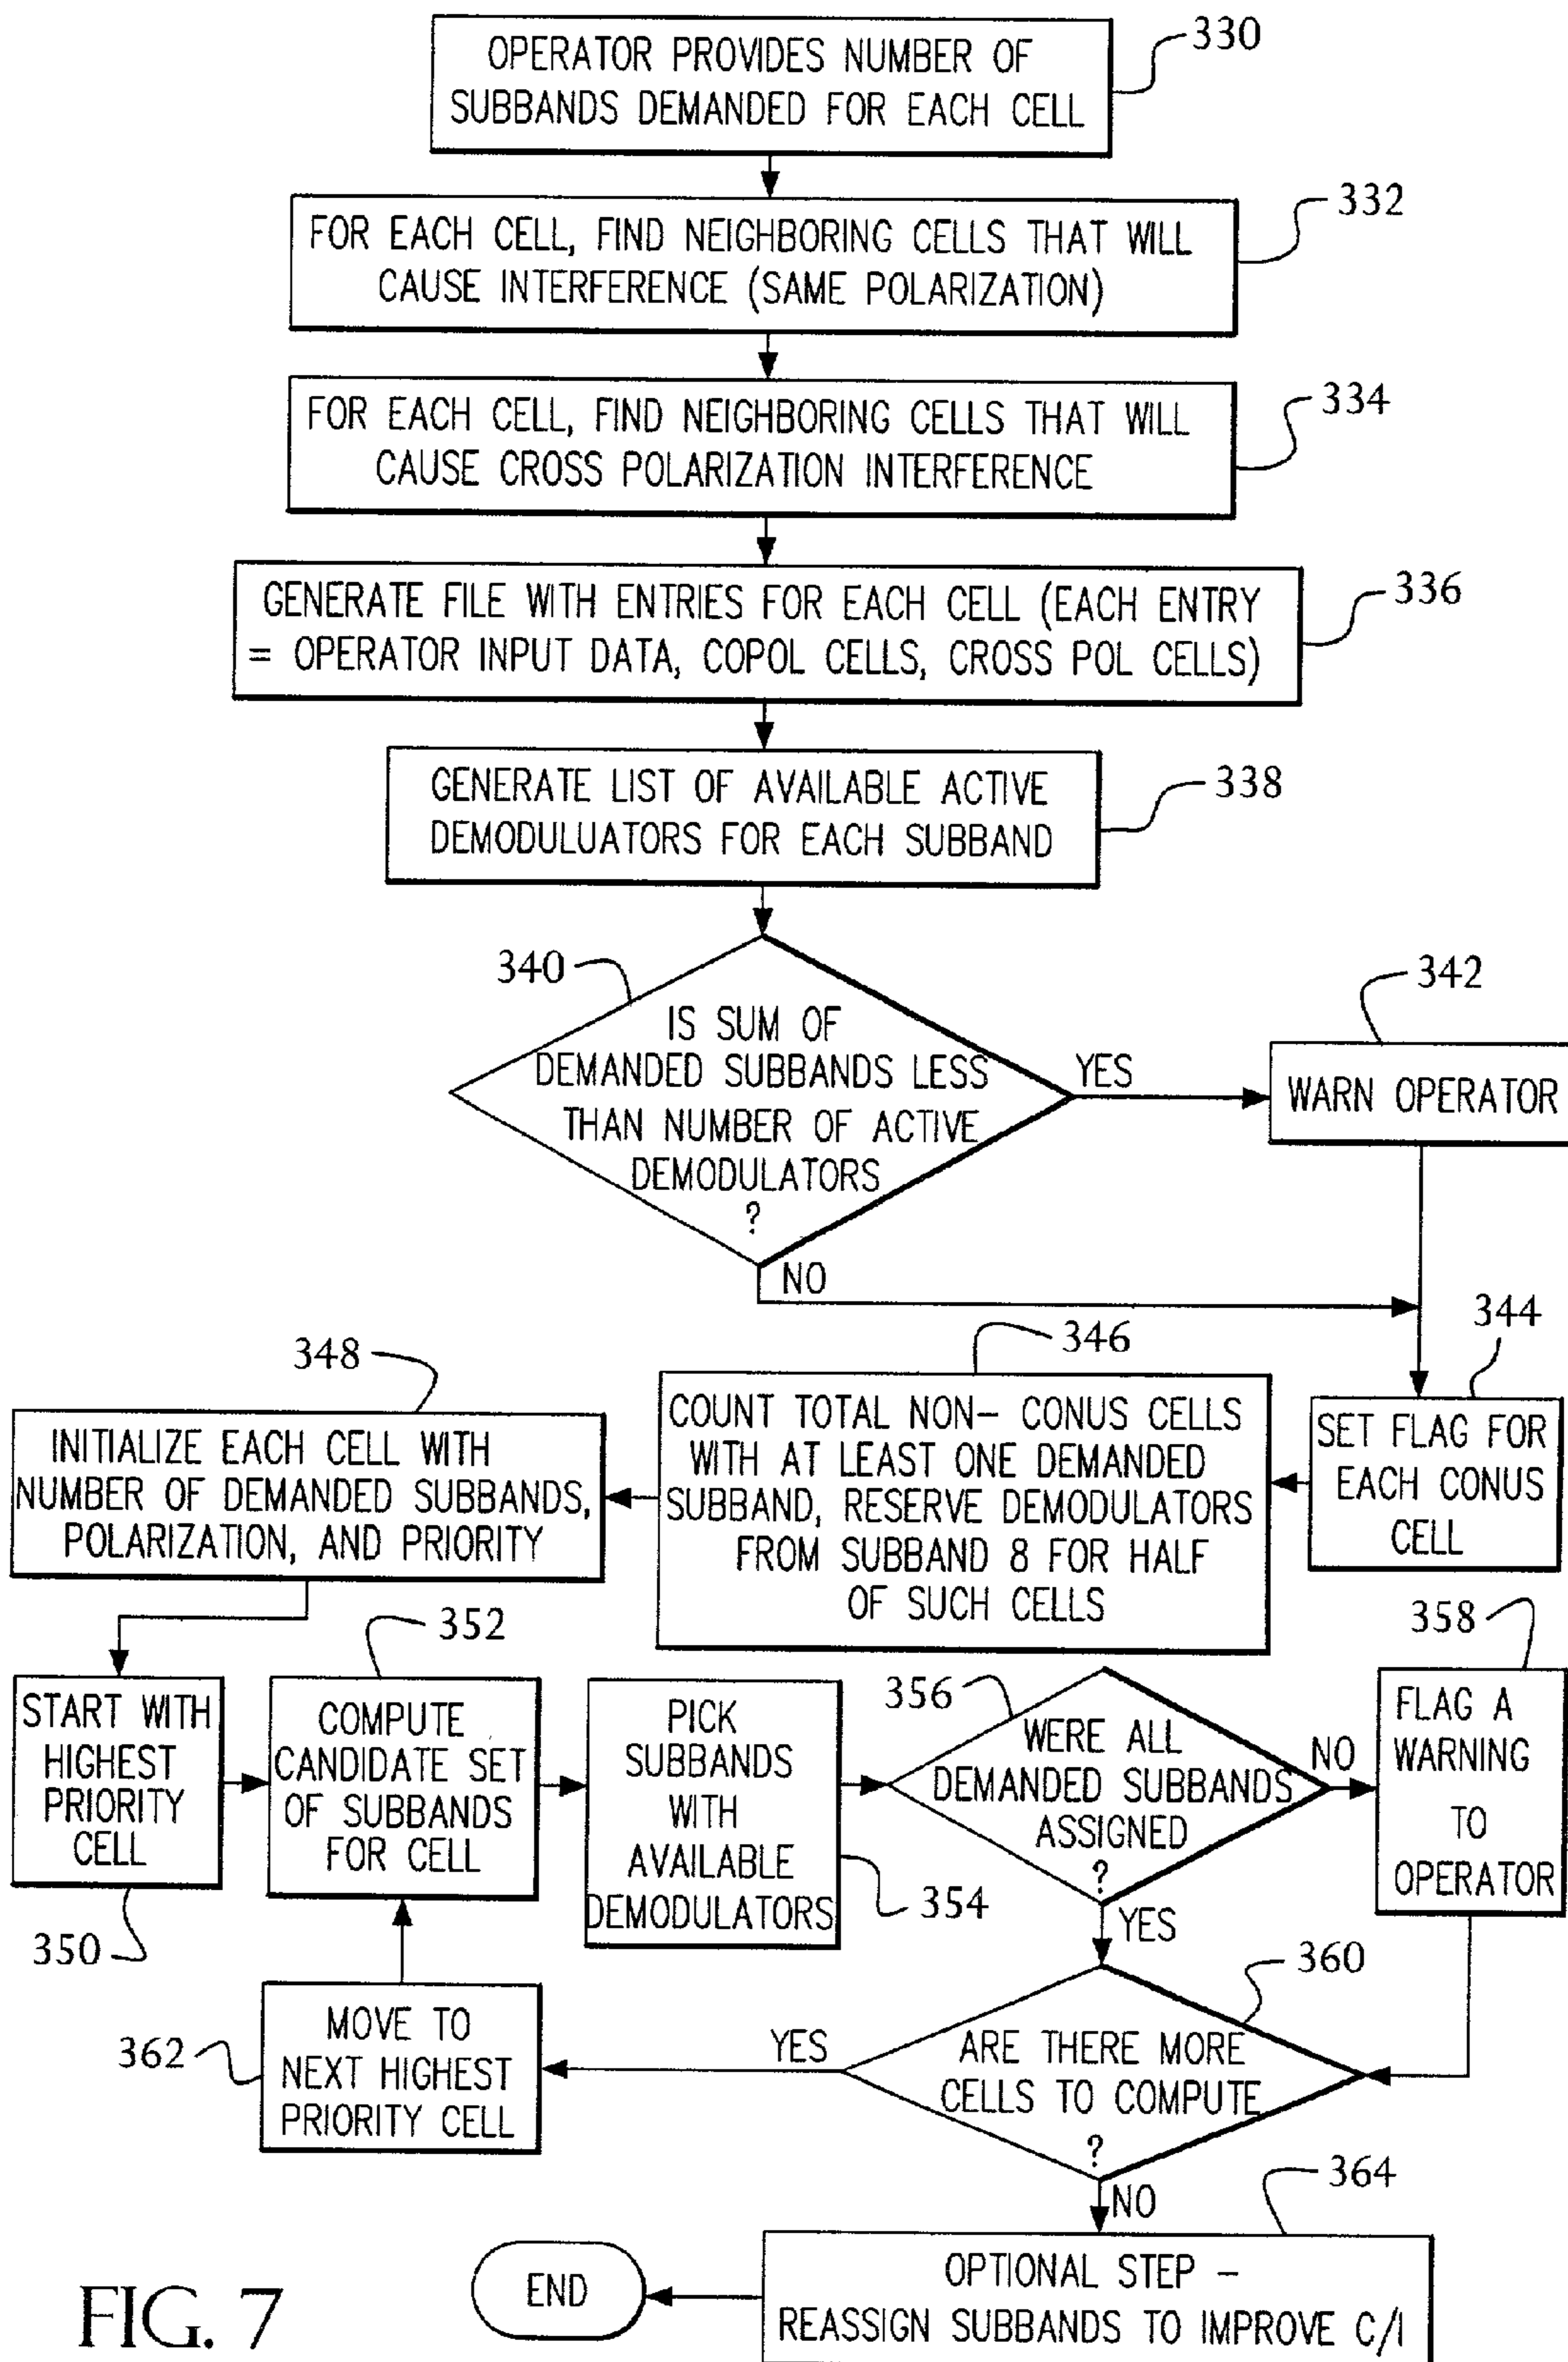 330
OPERATOR PROVIDES NUMBER OF
SUBBANDS DEMANDED FOR EACH CELL
332
FOR EACH CELL, FIND NEIGHBORING CELLS THAT WILL
CAUSE INTERFERENCE (SAME POLARIZATION)
334
FOR EACH CELL, FIND NEIGHBORING CELLS THAT WILL
CAUSE CROSS POLARIZATION INTERFERENCE
336
GENERATE FILE WITH ENTRIES FOR EACH CELL (EACH ENTRY
= OPERATOR INPUT DATA, COPOL CELLS, CROSS POL CELLS)
338
GENERATE LIST OF AVAILABLE ACTIVE
DEMODULUATORS FOR EACH SUBBAND
340
IS SUM OF
DEMANDED SUBBANDS LESS
THAN NUMBER OF ACTIVE
DEMODULATORS
?
YES
NO
342
WARN OPERATOR
344
SET FLAG FOR
EACH CONUS
CELL
346
COUNT TOTAL NON- CONUS CELLS
WITH AT LEAST ONE DEMANDED
SUBBAND, RESERVE DEMODULATORS
FROM SUBBAND 8 FOR HALF
OF SUCH CELLS
348
INITIALIZE EACH CELL WITH
NUMBER OF DEMANDED SUBBANDS,
POLARIZATION, AND PRIORITY
START WITH
HIGHEST
PRIORITY
CELL
350
352
COMPUTE
CANDIDATE SET
OF SUBBANDS
FOR CELL
PICK
SUBBANDS
WITH
AVAILABLE
DEMODULATORS
354
356
WERE ALL
DEMANDED SUBBANDS
ASSIGNED
?
NO
YES
358
FLAG A
WARNING
TO
OPERATOR
360
ARE THERE MORE
CELLS TO COMPUTE
?
YES
NO
362
MOVE TO
NEXT HIGHEST
PRIORITY CELL
364
OPTIONAL STEP -
REASSIGN SUBBANDS TO IMPROVE C/I
END
FIG. 7